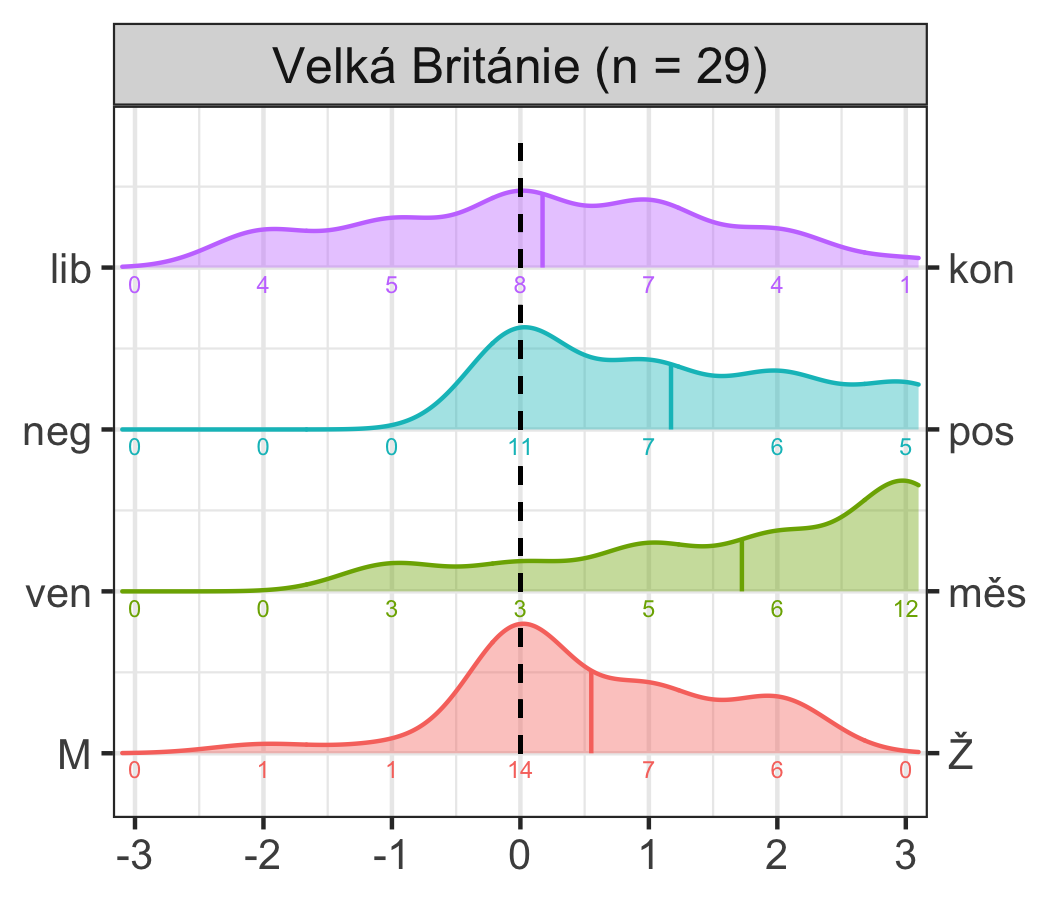 Velká Británie (n = 29)
lib kon
0 4 5 8 7 4 1
neg pos
0 0 0 11 7 6 5
ven měs
0 0 3 3 5 6 12
M Ž
0 1 1 14 7 6 0
-3 -2 -1 0 1 2 3